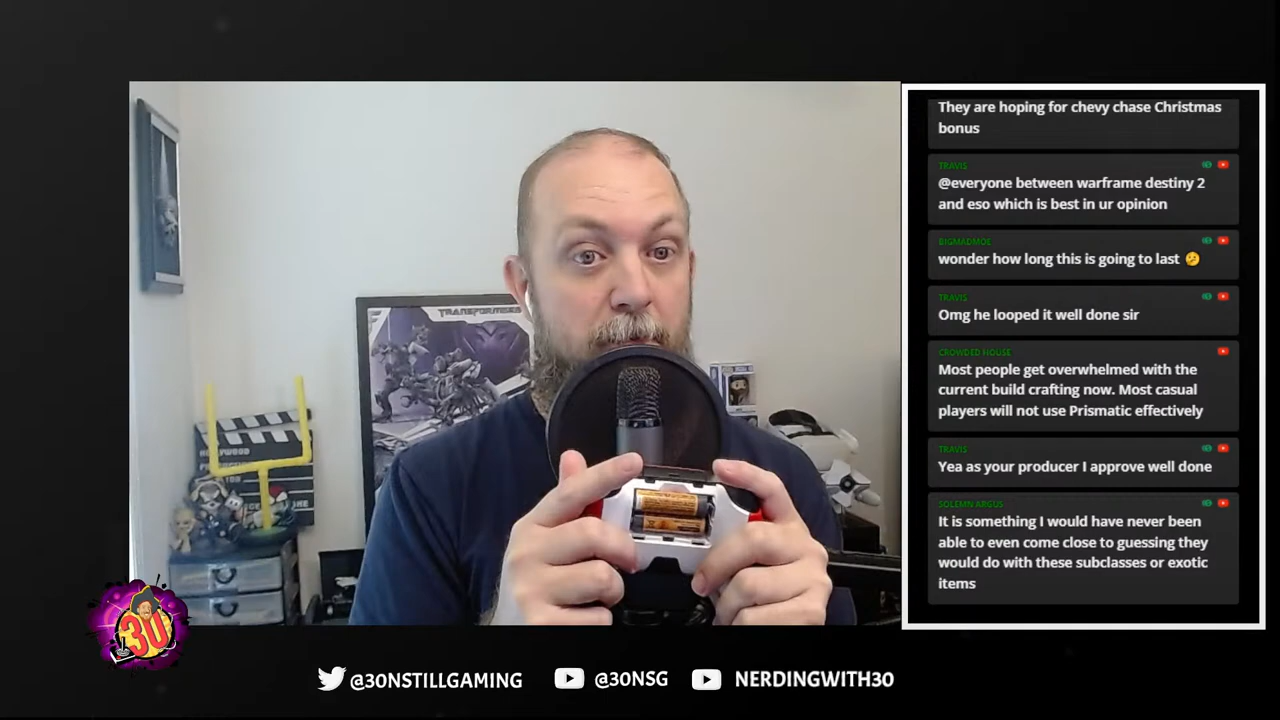 They are hoping for chevy chase Christmas
bonus
TRAVIS
@everyone between warframe destiny 2
and eso which is best in ur opinion
BIGMADMOE
wonder how long this is going to last
TRAVIS
Omg he looped it well done sir
CROWDED HOUSE
Most people get overwhelmed with the
current build crafting now. Most casual
players will not use Prismatic effectively
TRAVIS
Yea as your producer I approve well done
SOLEMN ARGUS
It is something I would have never been
able to even come close to guessing they
would do with these subclasses or exotic
items
TRANSFORMERS
30
@30NSTILLGAMING
@30NSG
NERDINGWITH30